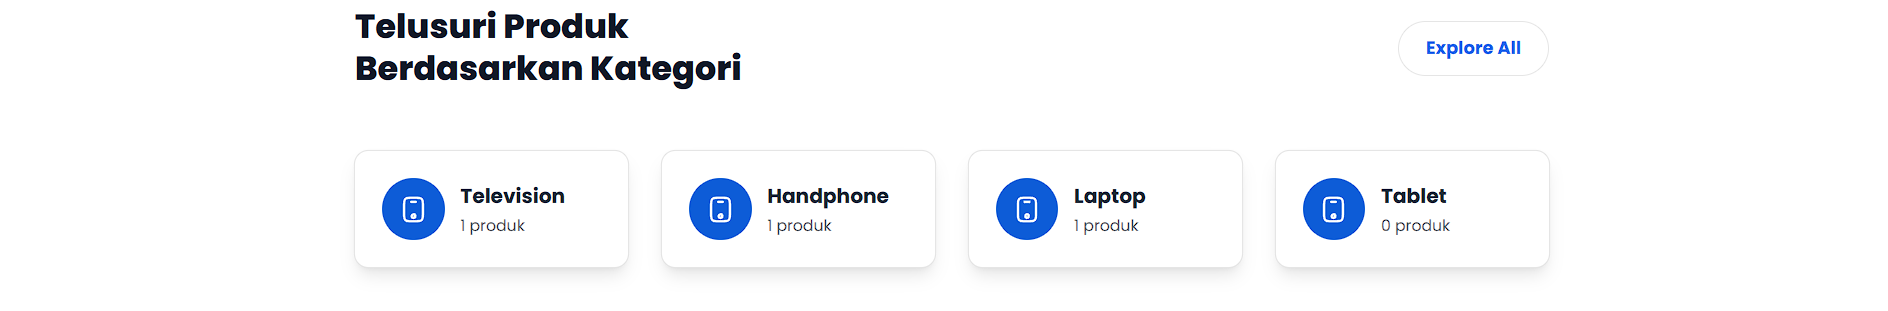 Telusuri Produk
Berdasarkan Kategori
Explore All
Television
1 produk
Handphone
1 produk
Laptop
1 produk
Tablet
0 produk